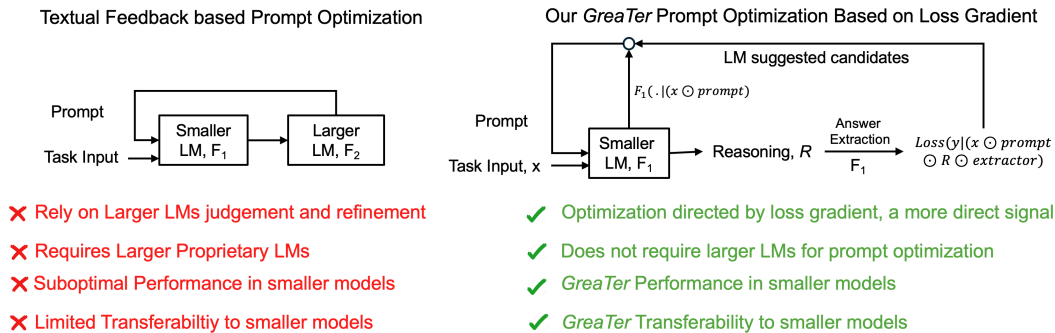 Textual Feedback based Prompt Optimization
Prompt
Task Input
Smaller
LM, F₁
Larger
LM, F₂
❌ Rely on Larger LMs judgement and refinement
❌ Requires Larger Proprietary LMs
❌ Suboptimal Performance in smaller models
❌ Limited Transferabiltiy to smaller models
Our GreaTer Prompt Optimization Based on Loss Gradient
LM suggested candidates
F₁( . |(x ⊙ prompt)
Prompt
Task Input, x
Smaller
LM, F₁
Reasoning, R
Answer
Extraction
F₁
Loss(y|(x ⊙ prompt
⊙ R ⊙ extractor)
✓ Optimization directed by loss gradient, a more direct signal
✓ Does not require larger LMs for prompt optimization
✓ GreaTer Performance in smaller models
✓ GreaTer Transferability to smaller models